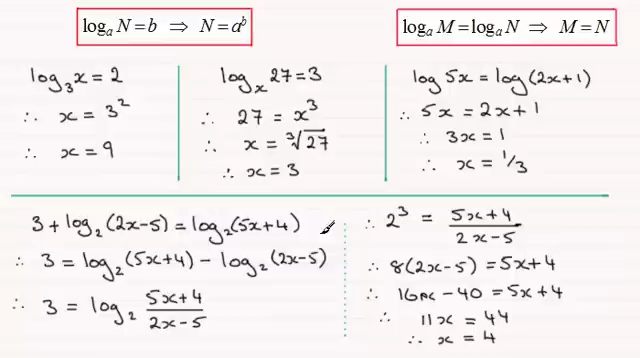 logₐ N = b ⇒ N = aᵇ
logₐ M = logₐ N ⇒ M = N
log₃ x = 2
∴ x = 3²
∴ x = 9
logₓ 27 = 3
∴ 27 = x³
∴ x = ∛27
∴ x = 3
log 5x = log(2x+1)
∴ 5x = 2x + 1
∴ 3x = 1
∴ x = 1/3
3 + log₂(2x-5) = log₂(5x+4)
∴ 3 = log₂(5x+4) - log₂(2x-5)
∴ 3 = log₂ (5x+4)/(2x-5)
∴ 2³ = (5x+4)/(2x-5)
∴ 8(2x-5) = 5x+4
∴ 16x - 40 = 5x + 4
∴ 11x = 44
∴ x = 4